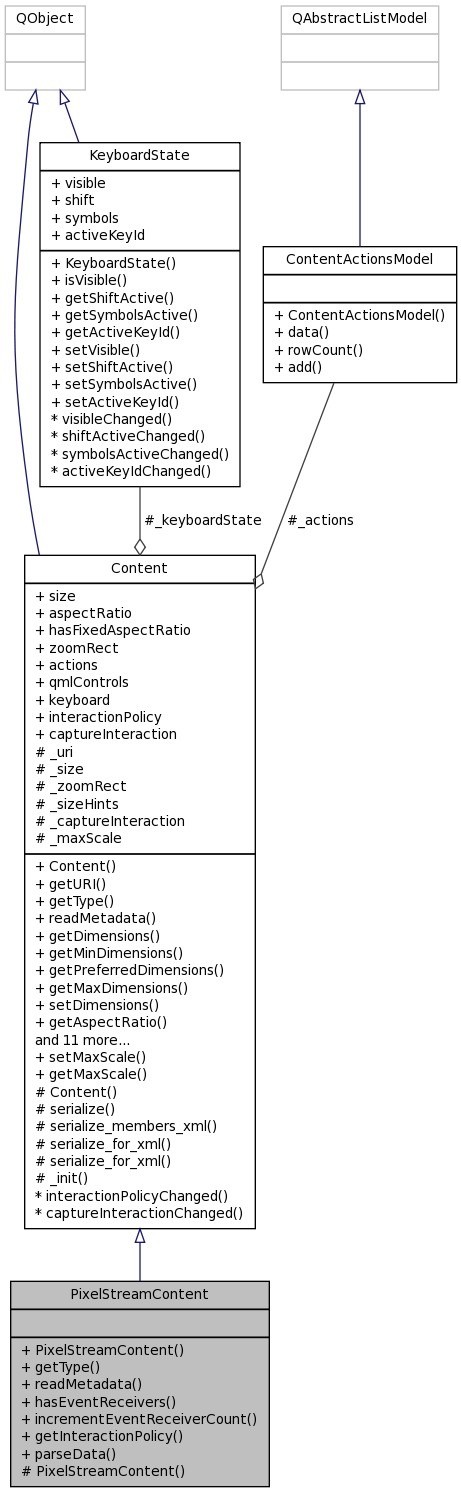 QObject
QAbstractListModel
KeyboardState
+ visible
+ shift
+ symbols
+ activeKeyId
+ KeyboardState()
+ isVisible()
+ getShiftActive()
+ getSymbolsActive()
+ getActiveKeyId()
+ setVisible()
+ setShiftActive()
+ setSymbolsActive()
+ setActiveKeyId()
* visibleChanged()
* shiftActiveChanged()
* symbolsActiveChanged()
* activeKeyIdChanged()
ContentActionsModel
+ ContentActionsModel()
+ data()
+ rowCount()
+ add()
#_keyboardState
#_actions
Content
+ size
+ aspectRatio
+ hasFixedAspectRatio
+ zoomRect
+ actions
+ qmlControls
+ keyboard
+ interactionPolicy
+ captureInteraction
# _uri
# _size
# _zoomRect
# _sizeHints
# _captureInteraction
# _maxScale
+ Content()
+ getURI()
+ getType()
+ readMetadata()
+ getDimensions()
+ getMinDimensions()
+ getPreferredDimensions()
+ getMaxDimensions()
+ setDimensions()
+ getAspectRatio()
and 11 more...
+ setMaxScale()
+ getMaxScale()
# Content()
# serialize()
# serialize_members_xml()
# serialize_for_xml()
# serialize_for_xml()
# _init()
* interactionPolicyChanged()
* captureInteractionChanged()
PixelStreamContent
+ PixelStreamContent()
+ getType()
+ readMetadata()
+ hasEventReceivers()
+ incrementEventReceiverCount()
+ getInteractionPolicy()
+ parseData()
# PixelStreamContent()